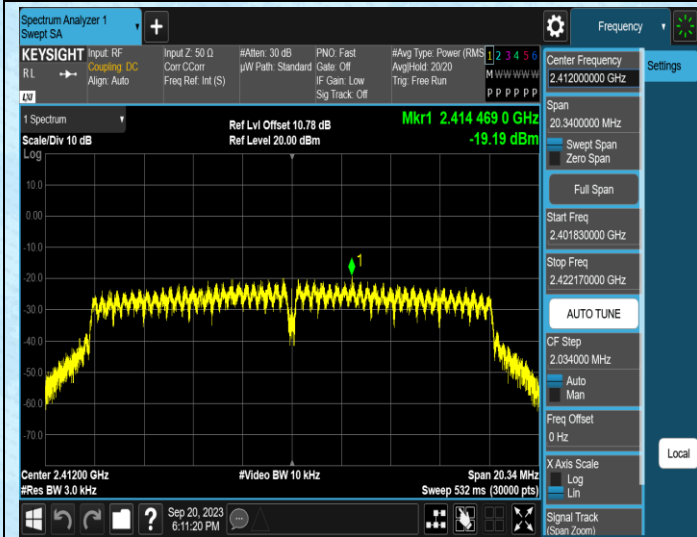 Spectrum Analyzer 1
Swept SA
Frequency
KEYSIGHT
R L
LXI
Input: RF
Coupling: DC
Align: Auto
Input Z: 50 Ω
Corr CCorr
Freq Ref: Int (S)
#Atten: 30 dB
µW Path: Standard
PNO: Fast
Gate: Off
IF Gain: Low
Sig Track: Off
#Avg Type: Power (RMS
Avg|Hold: 20/20
Trig: Free Run
1 2 3 4 5 6
M W W W W W
P P P P P P
1 Spectrum
Scale/Div 10 dB
Log
Ref Lvl Offset 10.78 dB
Ref Level 20.00 dBm
Mkr1 2.414 469 0 GHz
-19.19 dBm
10.0
0.00
-10.0
-20.0
-30.0
-40.0
-50.0
-60.0
-70.0
1
Center 2.41200 GHz
#Res BW 3.0 kHz
#Video BW 10 kHz
Span 20.34 MHz
Sweep 532 ms (30000 pts)
?
Sep 20, 2023
6:11:20 PM
Center Frequency
2.412000000 GHz
Settings
Span
20.3400000 MHz
Swept Span
Zero Span
Full Span
Start Freq
2.401830000 GHz
Stop Freq
2.422170000 GHz
AUTO TUNE
CF Step
2.034000 MHz
Auto
Man
Freq Offset
0 Hz
X Axis Scale
Log
Lin
Local
Signal Track
(Span Zoom)